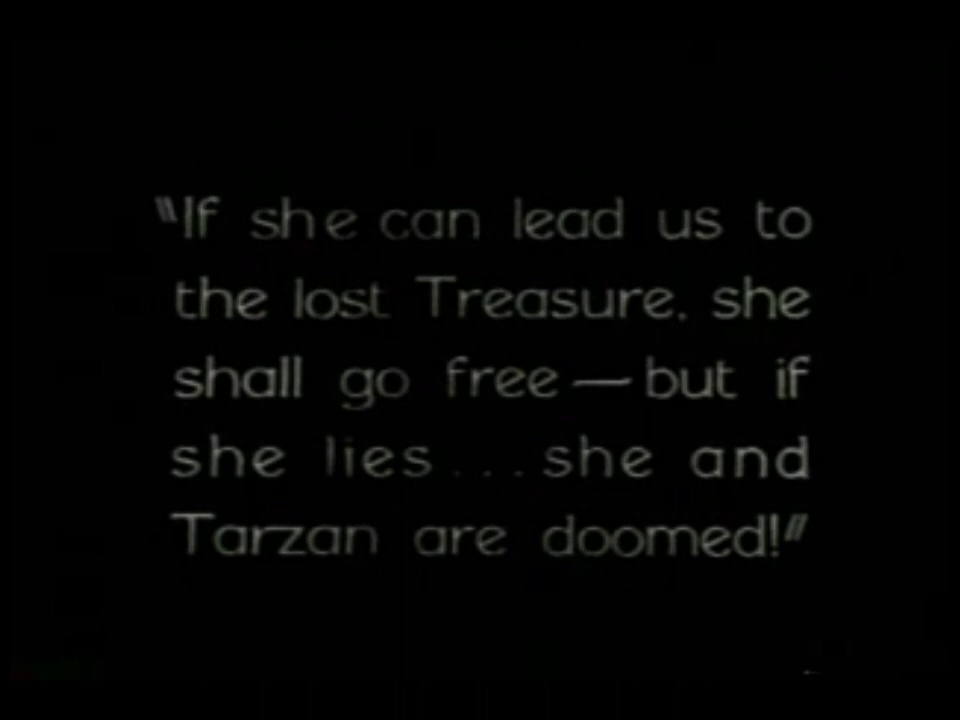 "If she can lead us to
the lost Treasure, she
shall go free—but if
she lies...she and
Tarzan are doomed!"